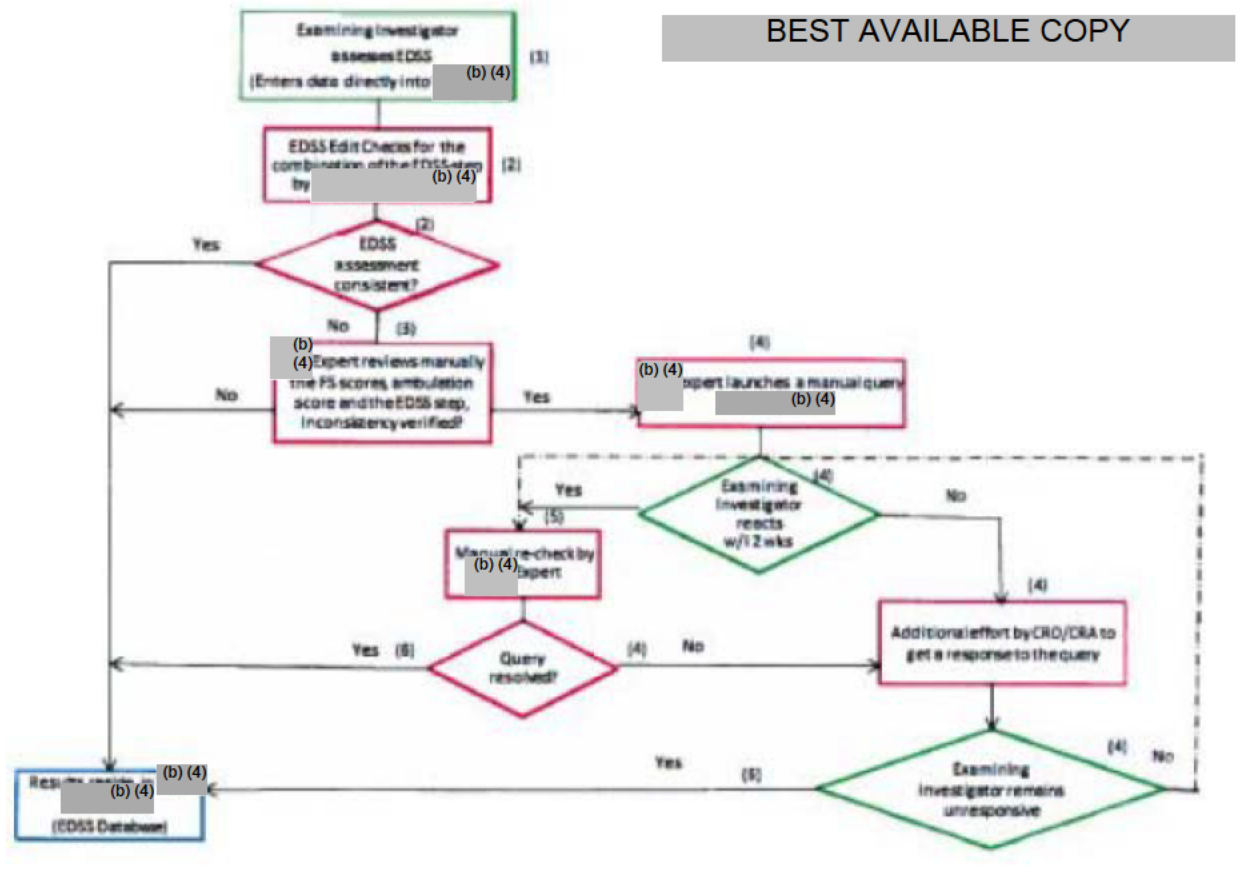 BEST AVAILABLE COPY
Examining Investigator
assesses EDSS
(Enters data directly into (b) (4)
(1)
EDSS Edit Checks for the
combination of the EDSS step
by (b) (4)
(2)
(2)
EDSS
assessment
consistent?
Yes
No
(3)
(b)
(4) Expert reviews manually
the FS scores, ambulation
score and the EDSS step,
Inconsistency verified?
No
Yes
(4)
(b) (4) expert launches a manual query
(b) (4)
(4)
Examining
Investigator
reacts
w/i 2 wks
Yes
No
(5)
Manual re-check by
(b) (4) Expert
(4)
Additional effort by CRO/CRA to
get a response to the query
Query
resolved?
Yes (6)
(4) No
Examining
Investigator remains
unresponsive
(4) No
Yes
Results reside in (b) (4)
(b) (4)
(EDSS Database)